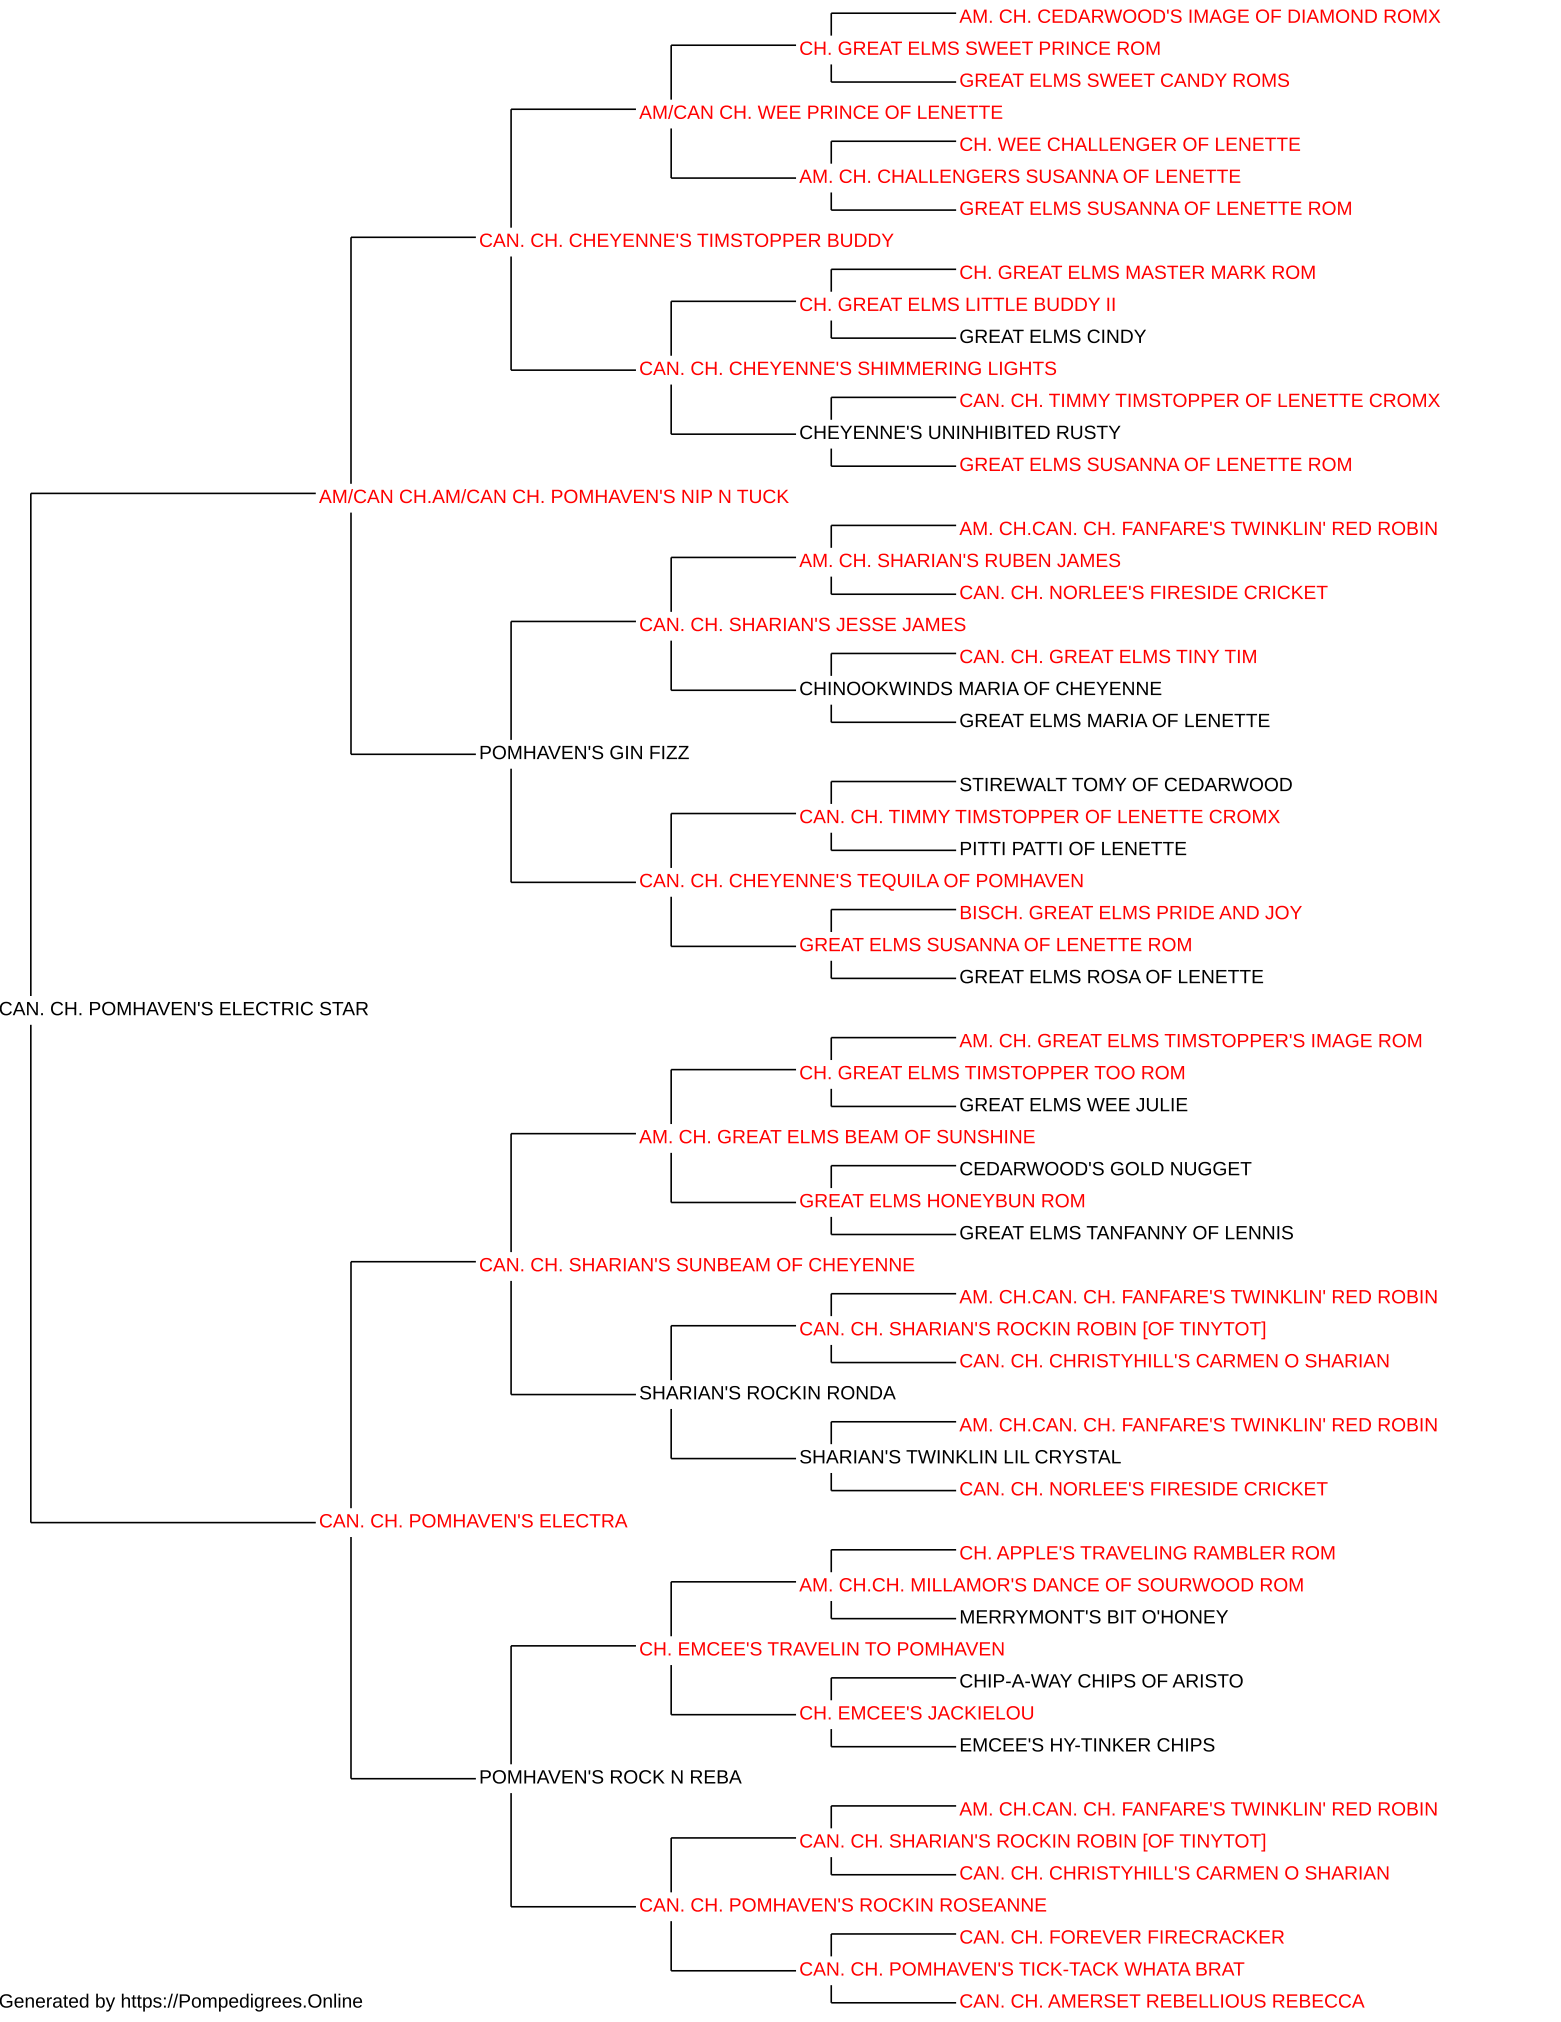 AM. CH. CEDARWOOD'S IMAGE OF DIAMOND ROMX
CH. GREAT ELMS SWEET PRINCE ROM
GREAT ELMS SWEET CANDY ROMS
AM/CAN CH. WEE PRINCE OF LENETTE
CH. WEE CHALLENGER OF LENETTE
AM. CH. CHALLENGERS SUSANNA OF LENETTE
GREAT ELMS SUSANNA OF LENETTE ROM
CAN. CH. CHEYENNE'S TIMSTOPPER BUDDY
CH. GREAT ELMS MASTER MARK ROM
CH. GREAT ELMS LITTLE BUDDY II
GREAT ELMS CINDY
CAN. CH. CHEYENNE'S SHIMMERING LIGHTS
CAN. CH. TIMMY TIMSTOPPER OF LENETTE CROMX
CHEYENNE'S UNINHIBITED RUSTY
GREAT ELMS SUSANNA OF LENETTE ROM
AM/CAN CH.AM/CAN CH. POMHAVEN'S NIP N TUCK
AM. CH.CAN. CH. FANFARE'S TWINKLIN' RED ROBIN
AM. CH. SHARIAN'S RUBEN JAMES
CAN. CH. NORLEE'S FIRESIDE CRICKET
CAN. CH. SHARIAN'S JESSE JAMES
CAN. CH. GREAT ELMS TINY TIM
CHINOOKWINDS MARIA OF CHEYENNE
GREAT ELMS MARIA OF LENETTE
POMHAVEN'S GIN FIZZ
STIREWALT TOMY OF CEDARWOOD
CAN. CH. TIMMY TIMSTOPPER OF LENETTE CROMX
PITTI PATTI OF LENETTE
CAN. CH. CHEYENNE'S TEQUILA OF POMHAVEN
BISCH. GREAT ELMS PRIDE AND JOY
GREAT ELMS SUSANNA OF LENETTE ROM
GREAT ELMS ROSA OF LENETTE
CAN. CH. POMHAVEN'S ELECTRIC STAR
AM. CH. GREAT ELMS TIMSTOPPER'S IMAGE ROM
CH. GREAT ELMS TIMSTOPPER TOO ROM
GREAT ELMS WEE JULIE
AM. CH. GREAT ELMS BEAM OF SUNSHINE
CEDARWOOD'S GOLD NUGGET
GREAT ELMS HONEYBUN ROM
GREAT ELMS TANFANNY OF LENNIS
CAN. CH. SHARIAN'S SUNBEAM OF CHEYENNE
AM. CH.CAN. CH. FANFARE'S TWINKLIN' RED ROBIN
CAN. CH. SHARIAN'S ROCKIN ROBIN [OF TINYTOT]
CAN. CH. CHRISTYHILL'S CARMEN O SHARIAN
SHARIAN'S ROCKIN RONDA
AM. CH.CAN. CH. FANFARE'S TWINKLIN' RED ROBIN
SHARIAN'S TWINKLIN LIL CRYSTAL
CAN. CH. NORLEE'S FIRESIDE CRICKET
CAN. CH. POMHAVEN'S ELECTRA
CH. APPLE'S TRAVELING RAMBLER ROM
AM. CH.CH. MILLAMOR'S DANCE OF SOURWOOD ROM
MERRYMONT'S BIT O'HONEY
CH. EMCEE'S TRAVELIN TO POMHAVEN
CHIP-A-WAY CHIPS OF ARISTO
CH. EMCEE'S JACKIELOU
EMCEE'S HY-TINKER CHIPS
POMHAVEN'S ROCK N REBA
AM. CH.CAN. CH. FANFARE'S TWINKLIN' RED ROBIN
CAN. CH. SHARIAN'S ROCKIN ROBIN [OF TINYTOT]
CAN. CH. CHRISTYHILL'S CARMEN O SHARIAN
CAN. CH. POMHAVEN'S ROCKIN ROSEANNE
CAN. CH. FOREVER FIRECRACKER
CAN. CH. POMHAVEN'S TICK-TACK WHATA BRAT
CAN. CH. AMERSET REBELLIOUS REBECCA
Generated by https://Pompedigrees.Online